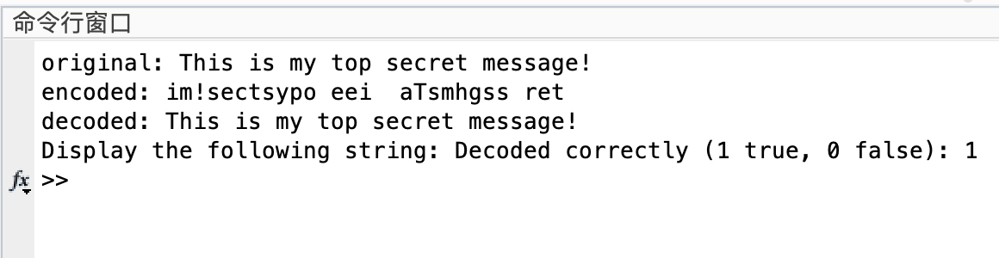 命令行窗口
original: This is my top secret message!
encoded: im!sectsypo eei  aTsmhgss ret
decoded: This is my top secret message!
Display the following string: Decoded correctly (1 true, 0 false): 1
fx >>